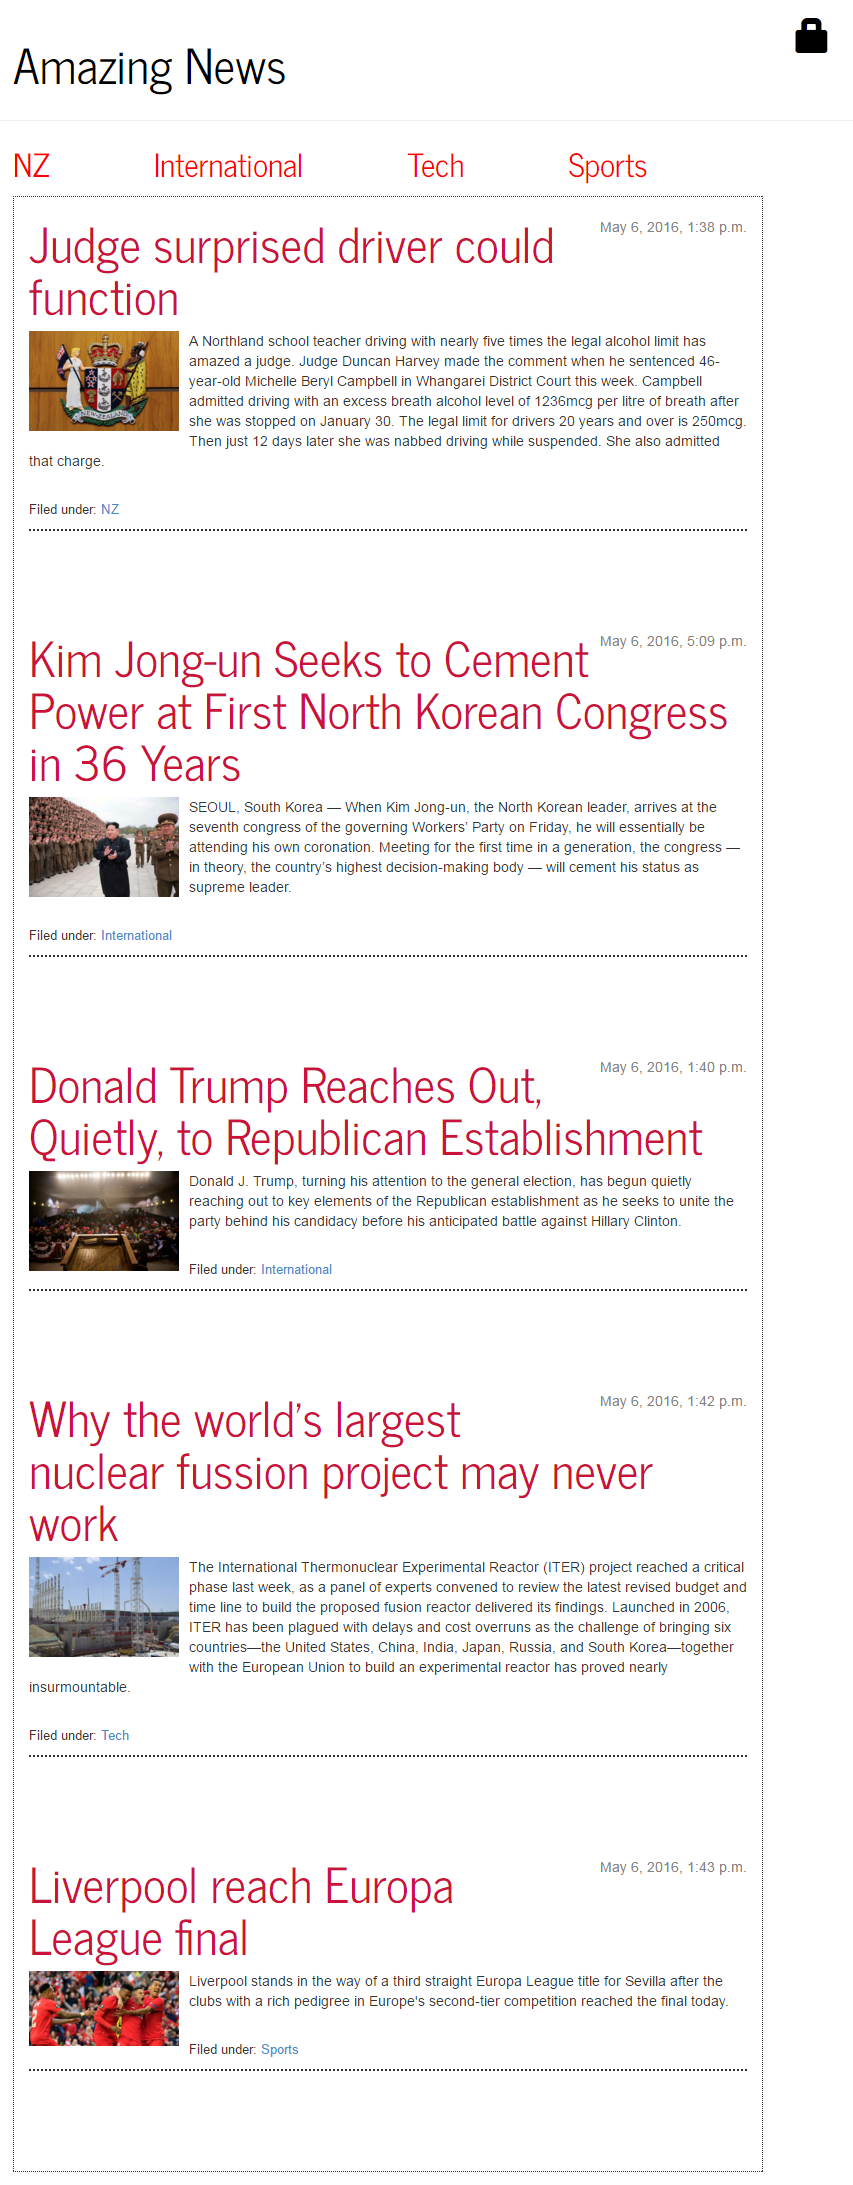 Amazing News
NZ International Tech Sports
May 6, 2016, 1:38 p.m.
Judge surprised driver could
function
NEW ZEALAND
A Northland school teacher driving with nearly five times the legal alcohol limit has
amazed a judge. Judge Duncan Harvey made the comment when he sentenced 46-
year-old Michelle Beryl Campbell in Whangarei District Court this week. Campbell
admitted driving with an excess breath alcohol level of 1236mcg per litre of breath after
she was stopped on January 30. The legal limit for drivers 20 years and over is 250mcg.
Then just 12 days later she was nabbed driving while suspended. She also admitted
that charge.
Filed under: NZ
May 6, 2016, 5:09 p.m.
Kim Jong-un Seeks to Cement
Power at First North Korean Congress
in 36 Years
SEOUL, South Korea — When Kim Jong-un, the North Korean leader, arrives at the
seventh congress of the governing Workers’ Party on Friday, he will essentially be
attending his own coronation. Meeting for the first time in a generation, the congress —
in theory, the country’s highest decision-making body — will cement his status as
supreme leader.
Filed under: International
May 6, 2016, 1:40 p.m.
Donald Trump Reaches Out,
Quietly, to Republican Establishment
Donald J. Trump, turning his attention to the general election, has begun quietly
reaching out to key elements of the Republican establishment as he seeks to unite the
party behind his candidacy before his anticipated battle against Hillary Clinton.
Filed under: International
May 6, 2016, 1:42 p.m.
Why the world’s largest
nuclear fussion project may never
work
The International Thermonuclear Experimental Reactor (ITER) project reached a critical
phase last week, as a panel of experts convened to review the latest revised budget and
time line to build the proposed fusion reactor delivered its findings. Launched in 2006,
ITER has been plagued with delays and cost overruns as the challenge of bringing six
countries—the United States, China, India, Japan, Russia, and South Korea—together
with the European Union to build an experimental reactor has proved nearly
insurmountable.
Filed under: Tech
May 6, 2016, 1:43 p.m.
Liverpool reach Europa
League final
Liverpool stands in the way of a third straight Europa League title for Sevilla after the
clubs with a rich pedigree in Europe's second-tier competition reached the final today.
Filed under: Sports